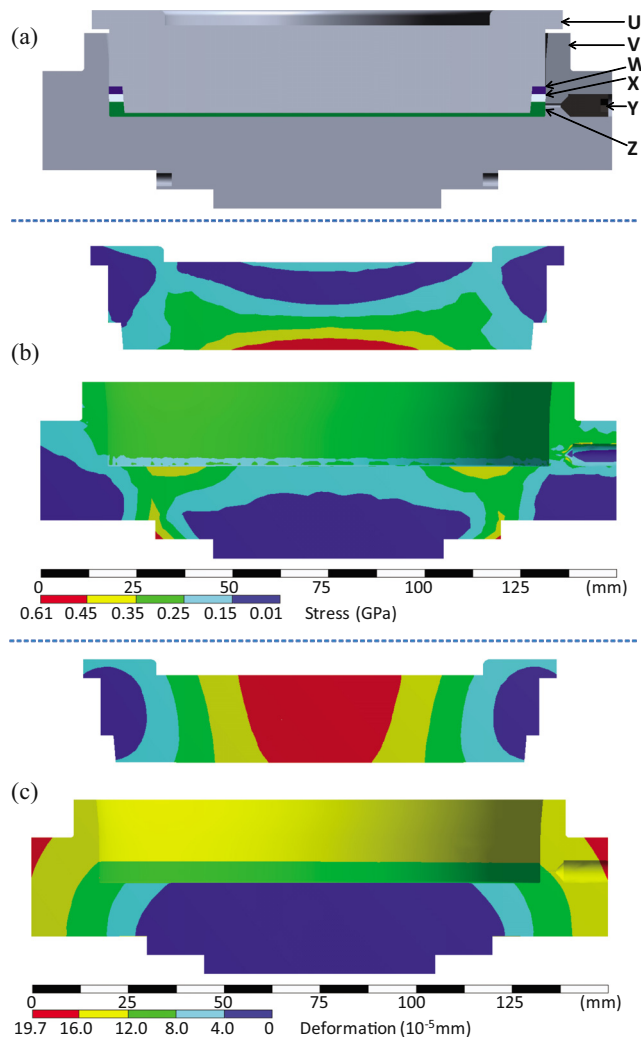 (a)
U
V
W
X
Y
Z
(b)
0 25 50 75 100 125 (mm)
0.61 0.45 0.35 0.25 0.15 0.01 Stress (GPa)
(c)
0 25 50 75 100 125 (mm)
19.7 16.0 12.0 8.0 4.0 0 Deformation (10⁻⁵mm)